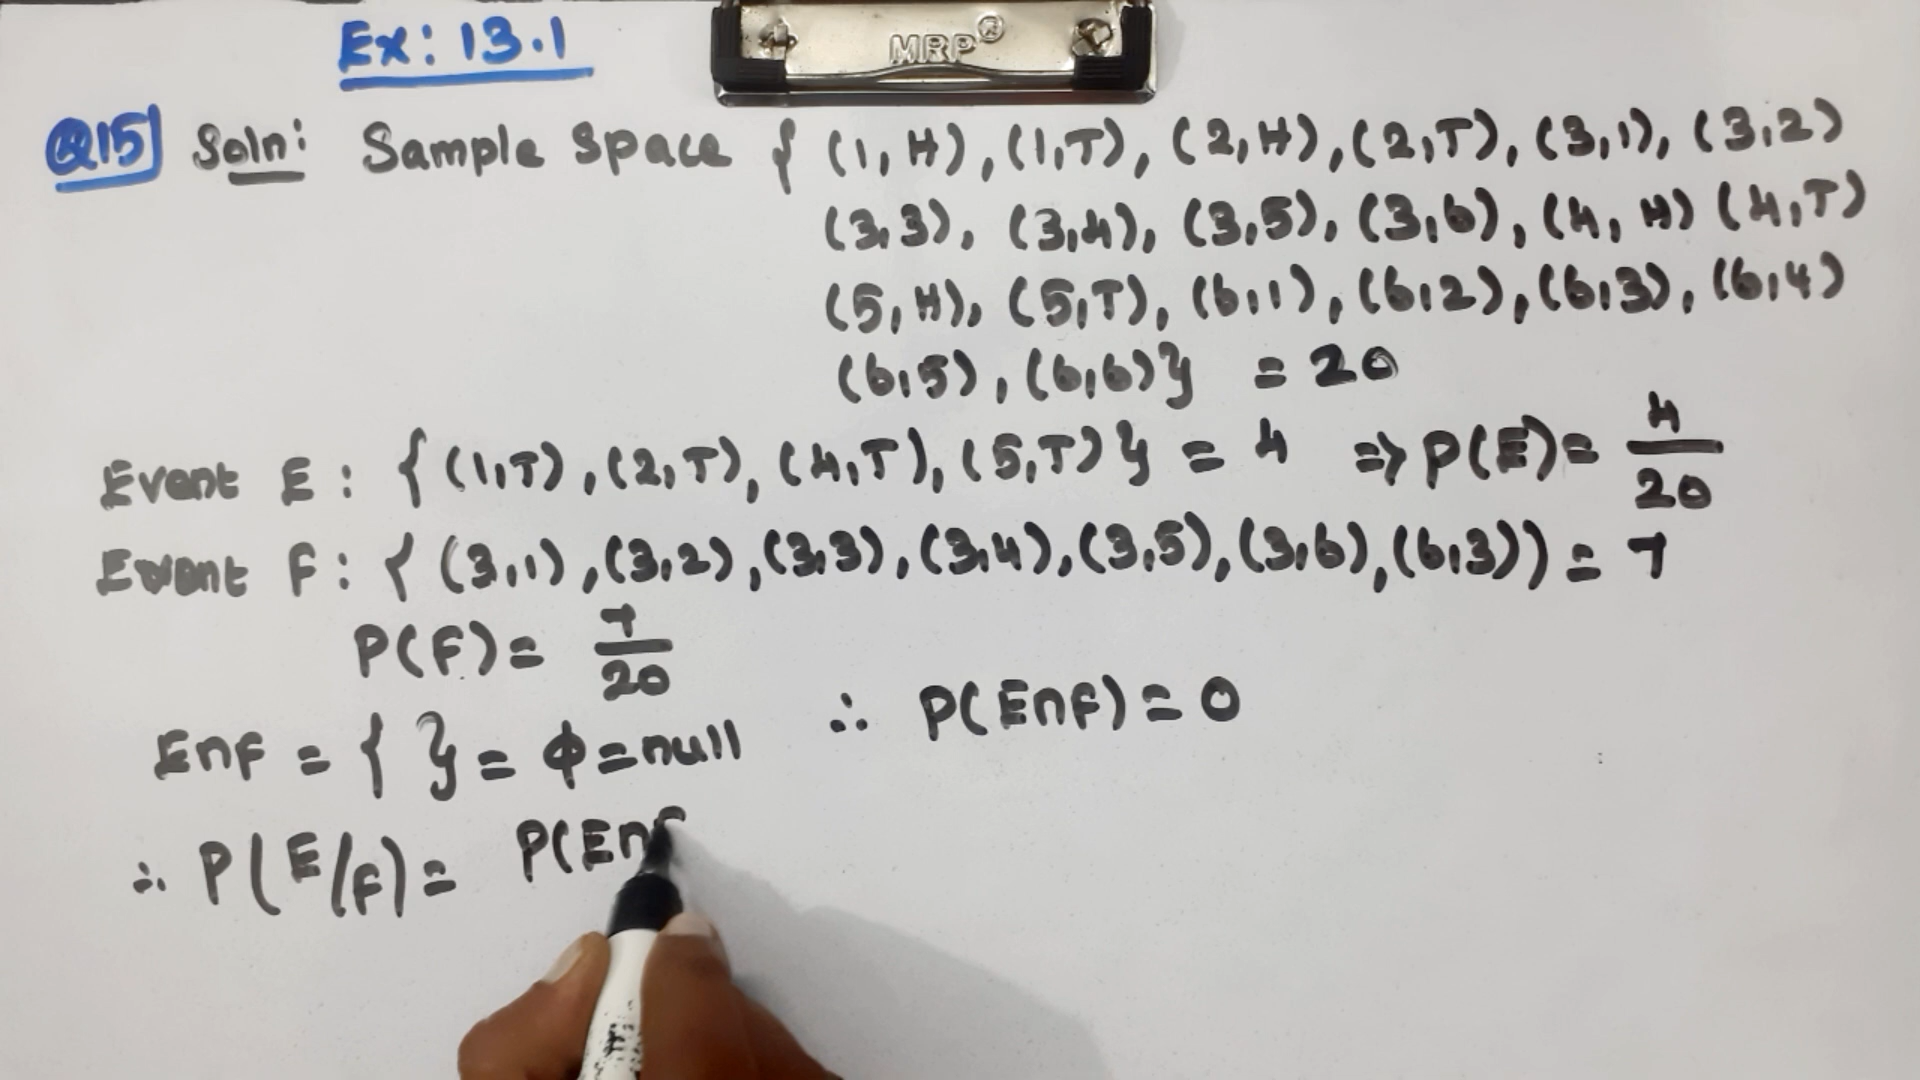 Ex: 13.1
MRP®
Q15) Soln: Sample space { (1, H), (1,T), (2,H), (2,T), (3,1), (3,2)
(3,3), (3,4), (3,5), (3,6), (4, H) (4,T)
(5, H), (5,T), (6,1), (6,2), (6,3), (6,4)
(6,5), (6,6)} = 20
Event E : {(1,T), (2,T), (4,T), (5,T)} = 4 => P(E) = 4/20
Event F : { (3,1), (3,2), (3,3), (3,4), (3,5), (3,6), (6,3)) = 7
P(F) = 7/20
E∩F = { } = ϕ = null ∴ P(E∩F) = 0
∴ P(E/F) = P(E∩F